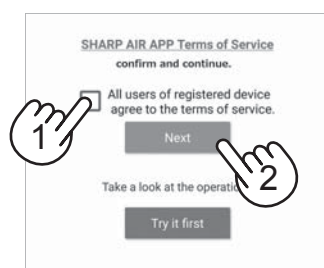 SHARP AIR APP Terms of Service
confirm and continue.
All users of registered device
agree to the terms of service.
1
Next
2
Take a look at the
Try it first